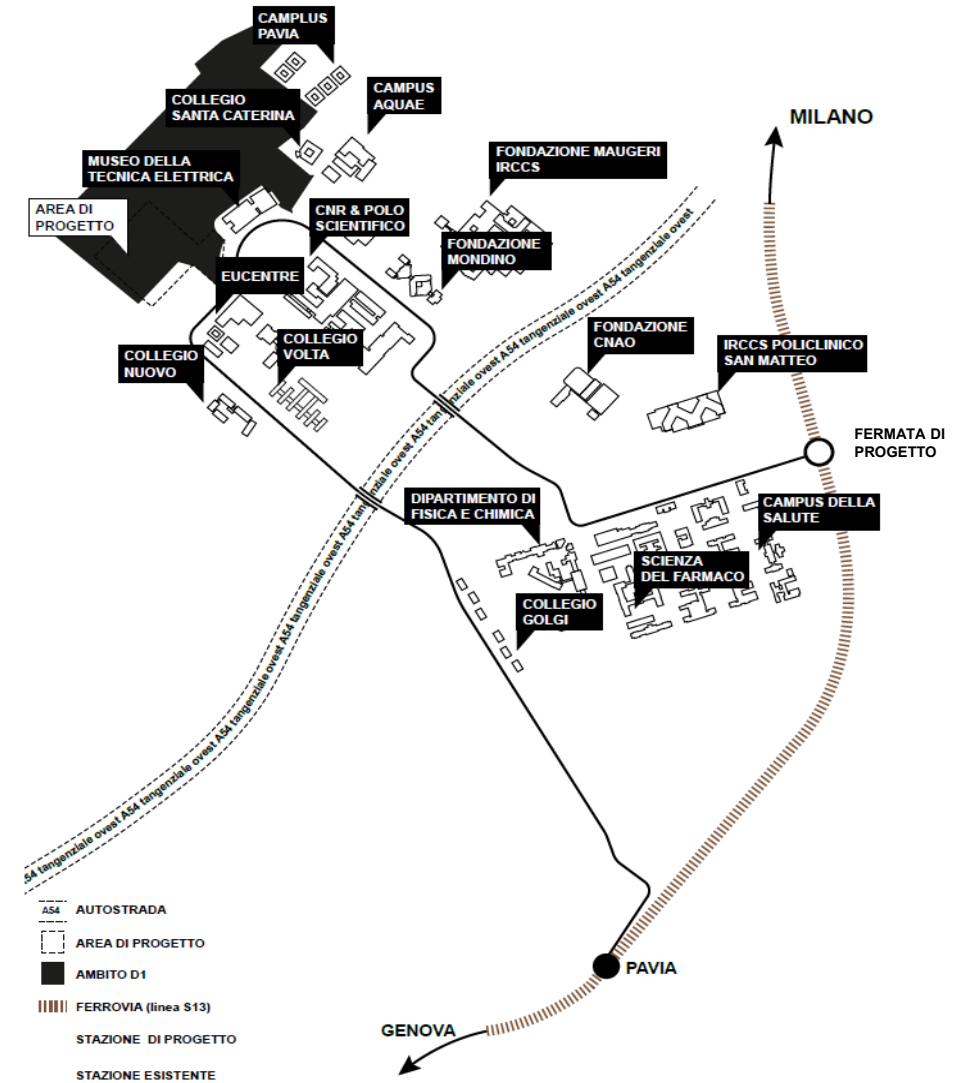 CAMPLUS
PAVIA
COLLEGIO
SANTA CATERINA
CAMPUS
AQUAE
MILANO
MUSEO DELLA
TECNICA ELETTRICA
FONDAZIONE MAUGERI
IRCCS
AREA DI
PROGETTO
CNR & POLO
SCIENTIFICO
FONDAZIONE
MONDINO
EUCENTRE
COLLEGIO
NUOVO
COLLEGIO
VOLTA
FONDAZIONE
CNAO
IRCCS POLICLINICO
SAN MATTEO
FERMATA DI
PROGETTO
DIPARTIMENTO DI
FISICA E CHIMICA
CAMPUS DELLA
SALUTE
SCIENZA
DEL FARMACO
COLLEGIO
GOLGI
54 tangenziale ovest A54 tangenziale ovest A54 tangenziale ovest A54 tangenziale ovest A54 tangenziale ovest A54 tangenziale ovest A54 tangenziale ovest A54 tangenziale ovest
A54 AUTOSTRADA
AREA DI PROGETTO
AMBITO D1
FERROVIA (linea S13)
STAZIONE DI PROGETTO
STAZIONE ESISTENTE
PAVIA
GENOVA